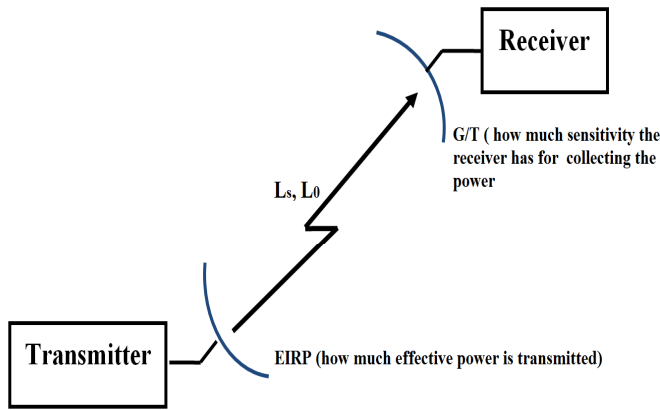 Receiver
G/T ( how much sensitivity the
receiver has for collecting the
power
Ls, L0
Transmitter
EIRP (how much effective power is transmitted)